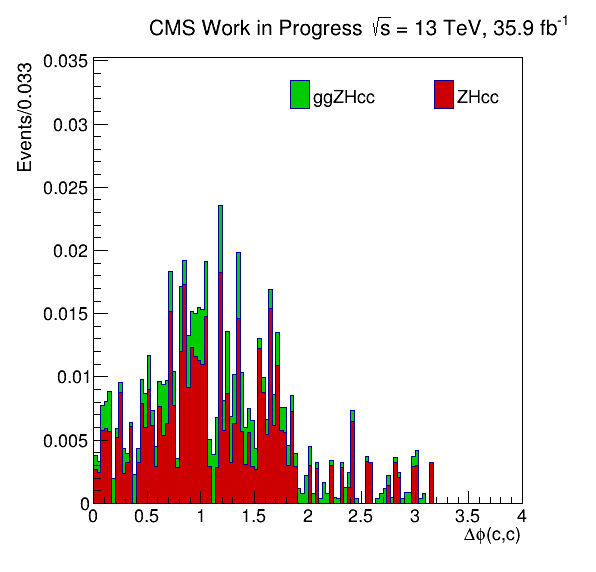 CMS Work in Progress √s = 13 TeV, 35.9 fb⁻¹
Events/0.033
0.035
0.03
0.025
0.02
0.015
0.01
0.005
0
ggZHcc ZHcc
0 0.5 1 1.5 2 2.5 3 3.5 4
Δϕ(c,c)